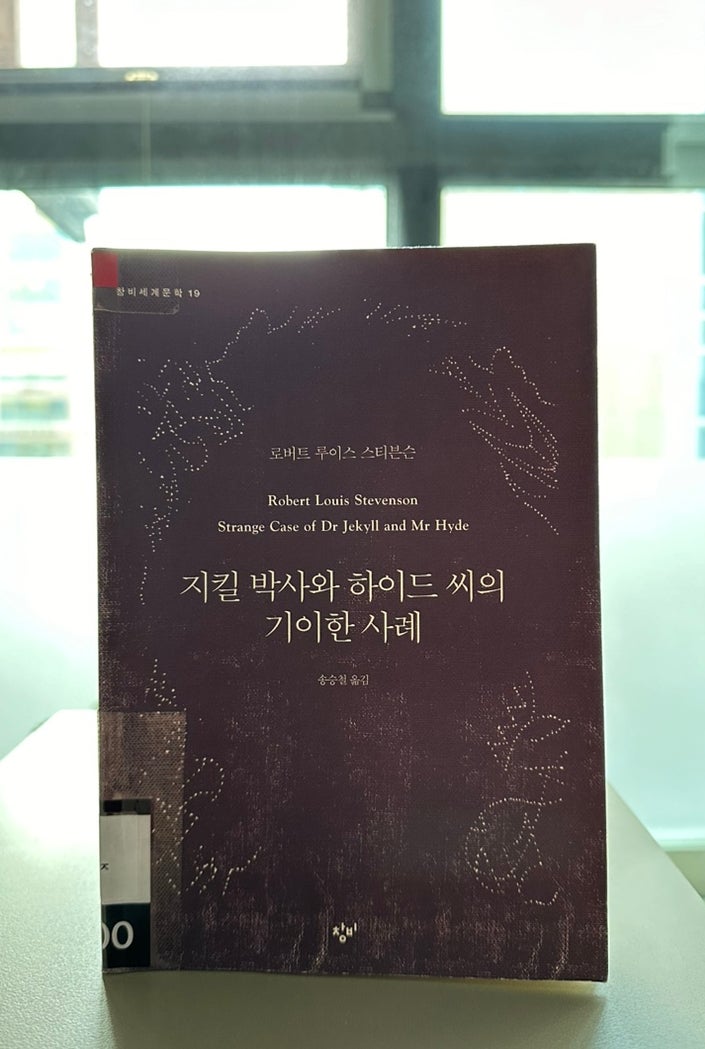 창비세계문학 19
로버트 루이스 스티븐슨
Robert Louis Stevenson
Strange Case of Dr Jekyll and Mr Hyde
지킬 박사와 하이드 씨의
기이한 사례
송승철 옮김
ㅈ
00
창비